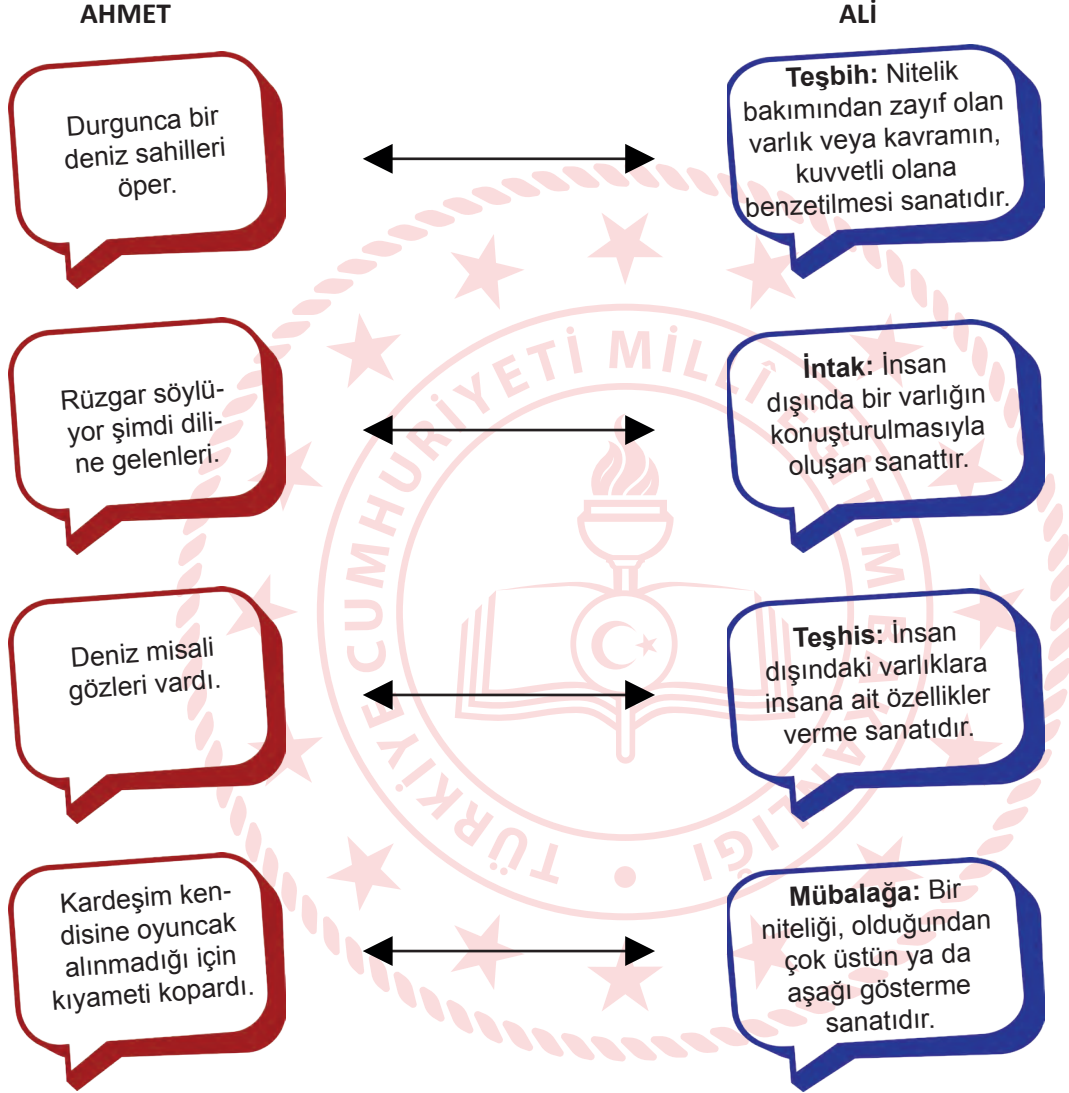 AHMET
ALİ
Durgunca bir
deniz sahilleri
öper.
Teşbih: Nitelik
bakımından zayıf olan
varlık veya kavramın,
kuvvetli olana
benzetilmesi sanatıdır.
Rüzgar söylü-
yor şimdi dili-
ne gelenleri.
İntak: İnsan
dışında bir varlığın
konuşturulmasıyla
oluşan sanattır.
Deniz misali
gözleri vardı.
Teşhis: İnsan
dışındaki varlıklara
insana ait özellikler
verme sanatıdır.
Kardeşim ken-
disine oyuncak
alınmadığı için
kıyameti kopardı.
Mübalağa: Bir
niteliği, olduğundan
çok üstün ya da
aşağı gösterme
sanatıdır.
TÜRKİYE CUMHURİYETİ MİLLÎ EĞİTİM BAKANLIĞI